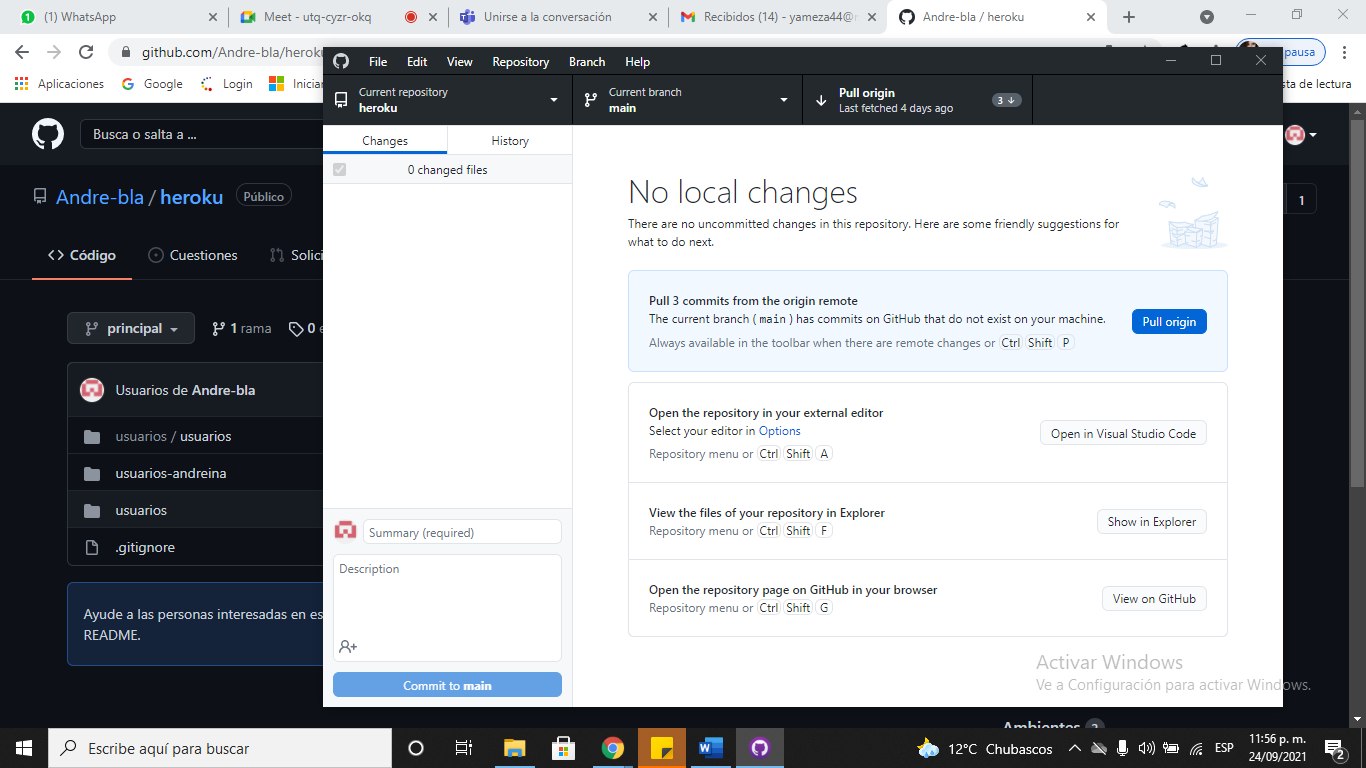 (1) WhatsApp
Meet - utq-cyzr-okq
Unirse a la conversación
Recibidos (14) - yameza44@
Andre-bla / heroku
github.com/Andre-bla/heroku
pausa
Aplicaciones
Google
Login
Iniciar
sta de lectura
Busca o salta a ...
Andre-bla / heroku
Público
1
Código
Cuestiones
Solici
principal
1 rama
0 e
Usuarios de Andre-bla
usuarios / usuarios
usuarios-andreina
usuarios
.gitignore
Ayude a las personas interesadas en es
README.
File Edit View Repository Branch Help
Current repository
heroku
Current branch
main
Pull origin
Last fetched 4 days ago
3
Changes
History
0 changed files
Summary (required)
Description
Commit to main
No local changes
There are no uncommitted changes in this repository. Here are some friendly suggestions for
what to do next.
Pull 3 commits from the origin remote
The current branch ( main ) has commits on GitHub that do not exist on your machine.
Always available in the toolbar when there are remote changes or Ctrl Shift P
Pull origin
Open the repository in your external editor
Select your editor in Options
Repository menu or Ctrl Shift A
Open in Visual Studio Code
View the files of your repository in Explorer
Repository menu or Ctrl Shift F
Show in Explorer
Open the repository page on GitHub in your browser
Repository menu or Ctrl Shift G
View on GitHub
Activar Windows
Ve a Configuración para activar Windows.
Ambientes 2
Escribe aquí para buscar
12°C Chubascos
ESP
11:56 p. m.
24/09/2021
2